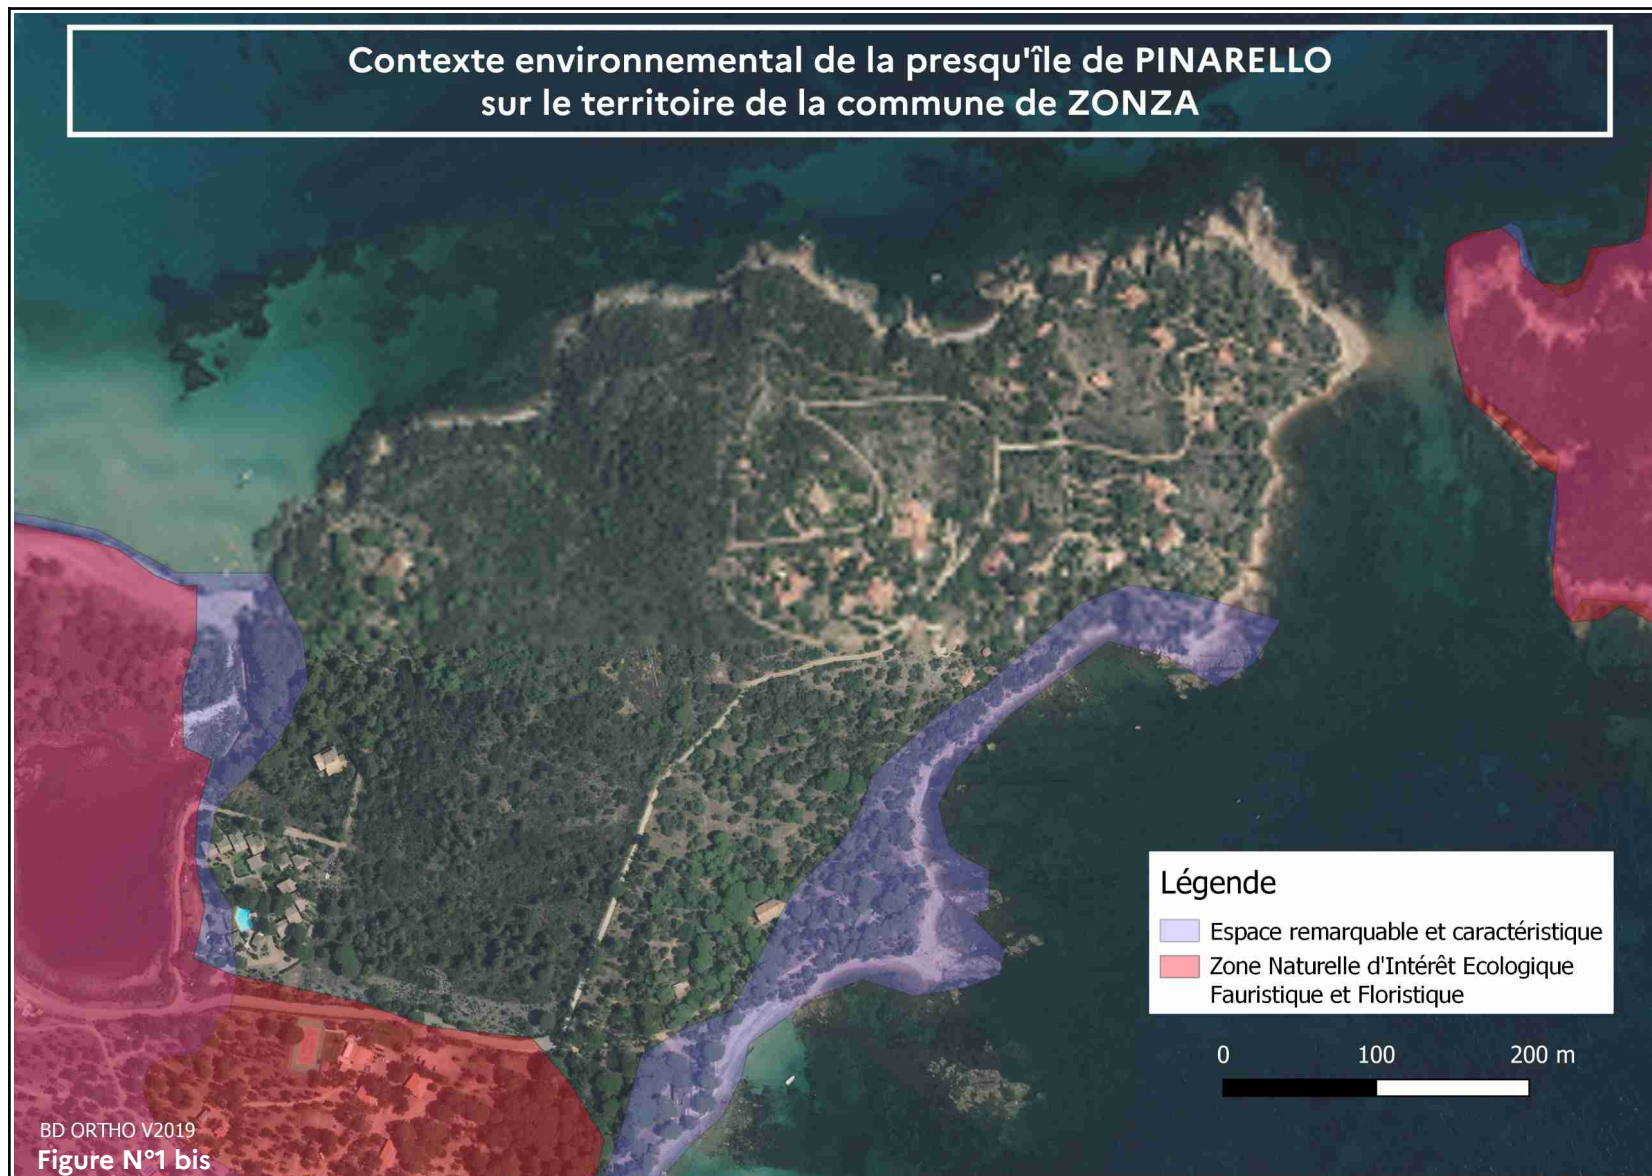 Contexte environnemental de la presqu'île de PINARELLO
sur le territoire de la commune de ZONZA
Légende
Espace remarquable et caractéristique
Zone Naturelle d'Intérêt Ecologique
Fauristique et Floristique
0 100 200 m
BD ORTHO V2019
Figure N°1 bis